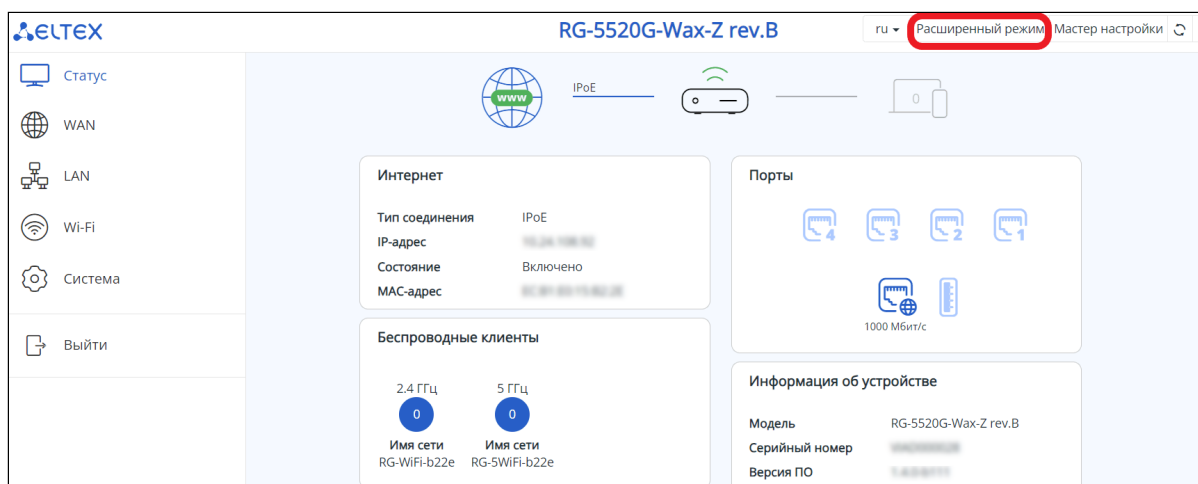 ELTEX
RG-5520G-Wax-Z rev.B
ru
Расширенный режим
Мастер настройки
Статус
WAN
LAN
Wi-Fi
Система
Выйти
www
IPoE
0
Интернет
Тип соединения IPoE
IP-адрес
Состояние Включено
MAC-адрес
Порты
4 3 2 1
1000 Мбит/с
Беспроводные клиенты
2.4 ГГц 5 ГГц
0 0
Имя сети Имя сети
RG-WiFi-b22e RG-5WiFi-b22e
Информация об устройстве
Модель RG-5520G-Wax-Z rev.B
Серийный номер
Версия ПО